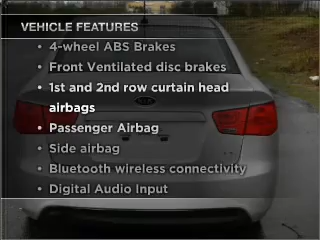 VEHICLE FEATURES
• 4-wheel ABS Brakes
• Front Ventilated disc brakes
• 1st and 2nd row curtain head
airbags
• Passenger Airbag
• Side airbag
• Bluetooth wireless connectivity
• Digital Audio Input
KIA